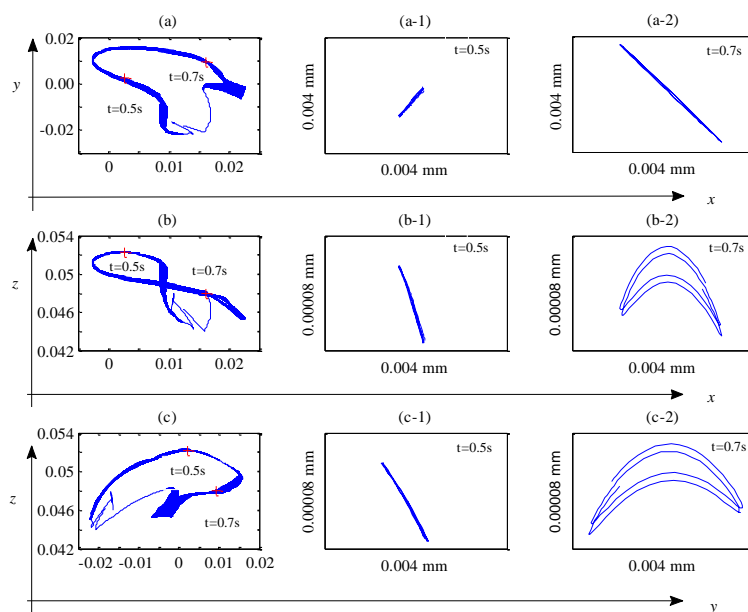 (a) (a-1) (a-2)
0.02
0.00
-0.02
y
t=0.5s
t=0.7s
0 0.01 0.02
0.004 mm
t=0.5s
0.004 mm
0.004 mm
t=0.7s
0.004 mm
x
(b) (b-1) (b-2)
0.054
0.050
0.046
0.042
z
t=0.5s
t=0.7s
0 0.01 0.02
0.00008 mm
t=0.5s
0.004 mm
0.00008 mm
t=0.7s
0.004 mm
x
(c) (c-1) (c-2)
0.054
0.050
0.046
0.042
z
t=0.5s
t=0.7s
-0.02 -0.01 0 0.01 0.02
0.00008 mm
t=0.5s
0.004 mm
0.00008 mm
t=0.7s
0.004 mm
y